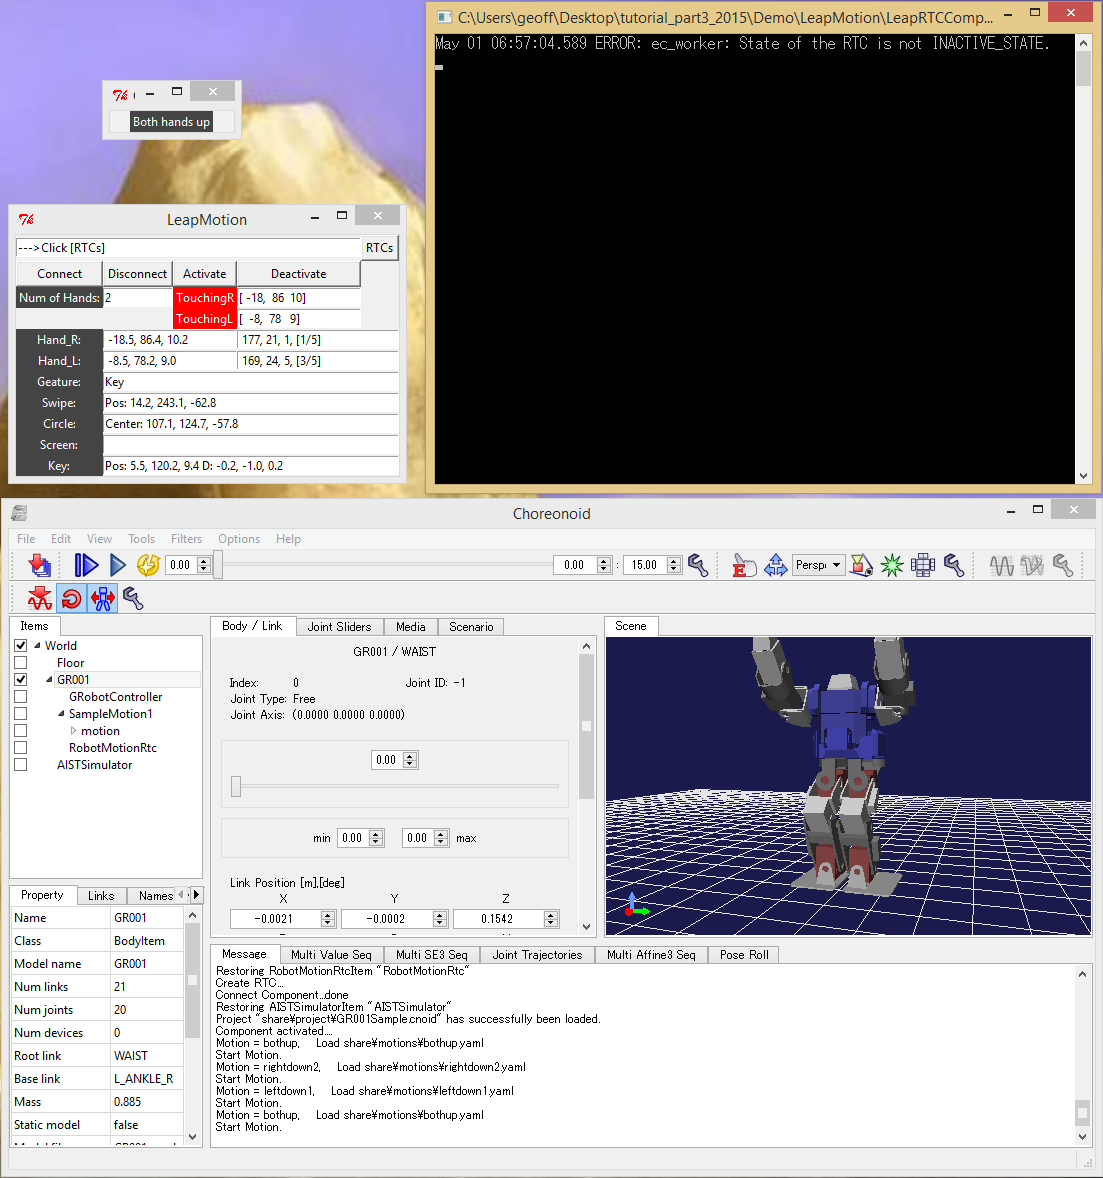 C:\Users\geoff\Desktop\tutorial_part3_2015\Demo\LeapMotion\LeapRTCComp...
May 01 06:57:04.589 ERROR: ec_worker: State of the RTC is not INACTIVE_STATE.
Both hands up
LeapMotion
--->Click [RTCs] RTCs
Connect Disconnect Activate Deactivate
Num of Hands: 2 TouchingR [ -18, 86 10]
TouchingL [ -8, 78 9]
Hand_R: -18.5, 86.4, 10.2 177, 21, 1, [1/5]
Hand_L: -8.5, 78.2, 9.0 169, 24, 5, [3/5]
Geature: Key
Swipe: Pos: 14.2, 243.1, -62.8
Circle: Center: 107.1, 124.7, -57.8
Screen:
Key: Pos: 5.5, 120.2, 9.4 D: -0.2, -1.0, 0.2
Choreonoid
File Edit View Tools Filters Options Help
0.00 0.00 : 15.00 Perspe
Items
World
Floor
GR001
GRobotController
SampleMotion1
motion
RobotMotionRtc
AISTSimulator
Body / Link Joint Sliders Media Scenario
GR001 / WAIST
Index: 0 Joint ID: -1
Joint Type: Free
Joint Axis: (0.0000 0.0000 0.0000)
0.00
min 0.00 0.00 max
Link Position [m],[deg]
X Y Z
-0.0021 -0.0002 0.1542
Scene
Property Links Names
Name GR001
Class BodyItem
Model name GR001
Num links 21
Num joints 20
Num devices 0
Root link WAIST
Base link L_ANKLE_R
Mass 0.885
Static model false
Message Multi Value Seq Multi SE3 Seq Joint Trajectories Multi Affine3 Seq Pose Roll
Restoring RobotMotionRtcItem "RobotMotionRtc"
Create RTC...
Connect Component...done
Restoring AISTSimulatorItem "AISTSimulator"
Project "share¥project¥GR001Sample.cnoid" has successfully been loaded.
Component activated....
Motion = bothup, Load share¥motions¥bothup.yaml
Start Motion.
Motion = rightdown2, Load share¥motions¥rightdown2.yaml
Start Motion.
Motion = leftdown1, Load share¥motions¥leftdown1.yaml
Start Motion.
Motion = bothup, Load share¥motions¥bothup.yaml
Start Motion.